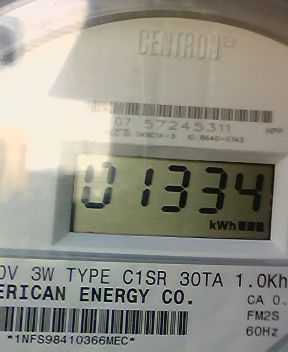 CENTRON®
07 57245311 HPP
01334
kWh
0V 3W TYPE C1SR 30TA 1.0Kh
ERICAN ENERGY CO. CA 0.
FM2S
*1NFS98410366MEC* 60Hz